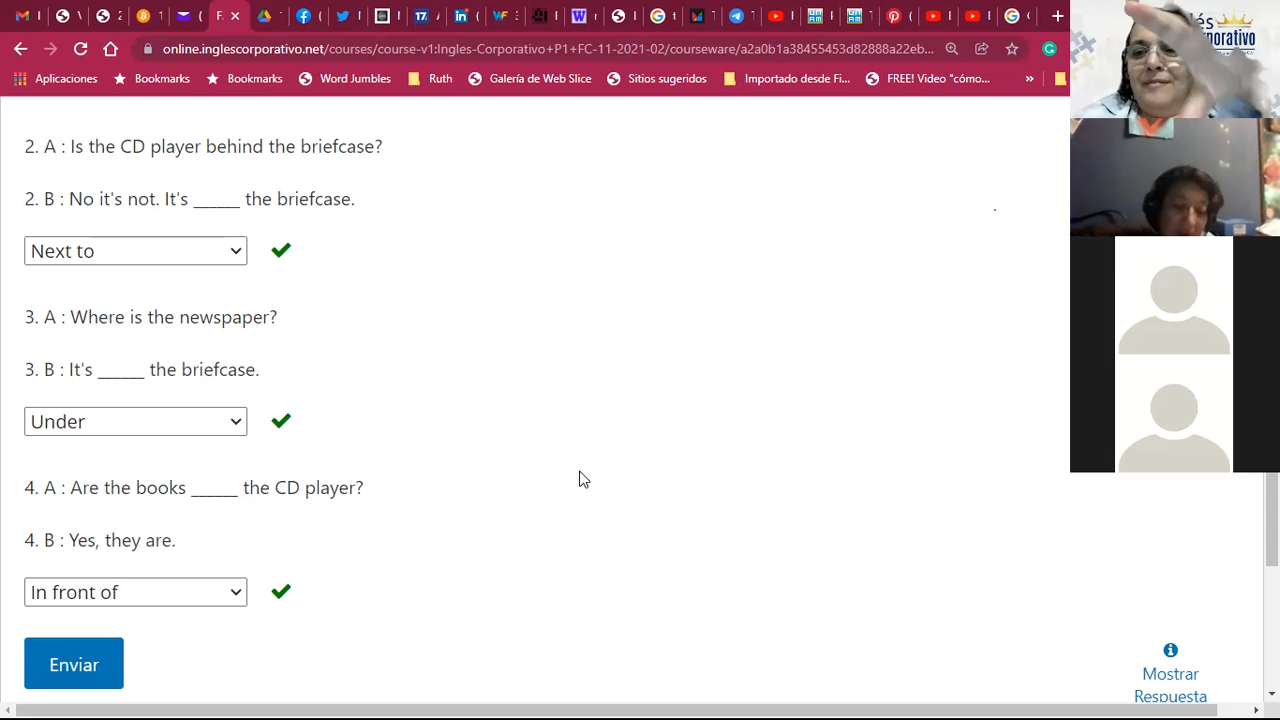 online.inglescorporativo.net/courses/course-v1:Ingles-Corporativo+P1+FC-11-2021-02/courseware/a2a0b1a38455453d82888a22eb...
Aplicaciones
Bookmarks
Bookmarks
Word Jumbles
Ruth
Galería de Web Slice
Sitios sugeridos
Importado desde Fi...
FREE! Video "cómo...
»
2. A : Is the CD player behind the briefcase?
2. B : No it's not. It's ______ the briefcase.
Next to
3. A : Where is the newspaper?
3. B : It's ______ the briefcase.
Under
4. A : Are the books ______ the CD player?
4. B : Yes, they are.
In front of
Enviar
Mostrar
Respuesta